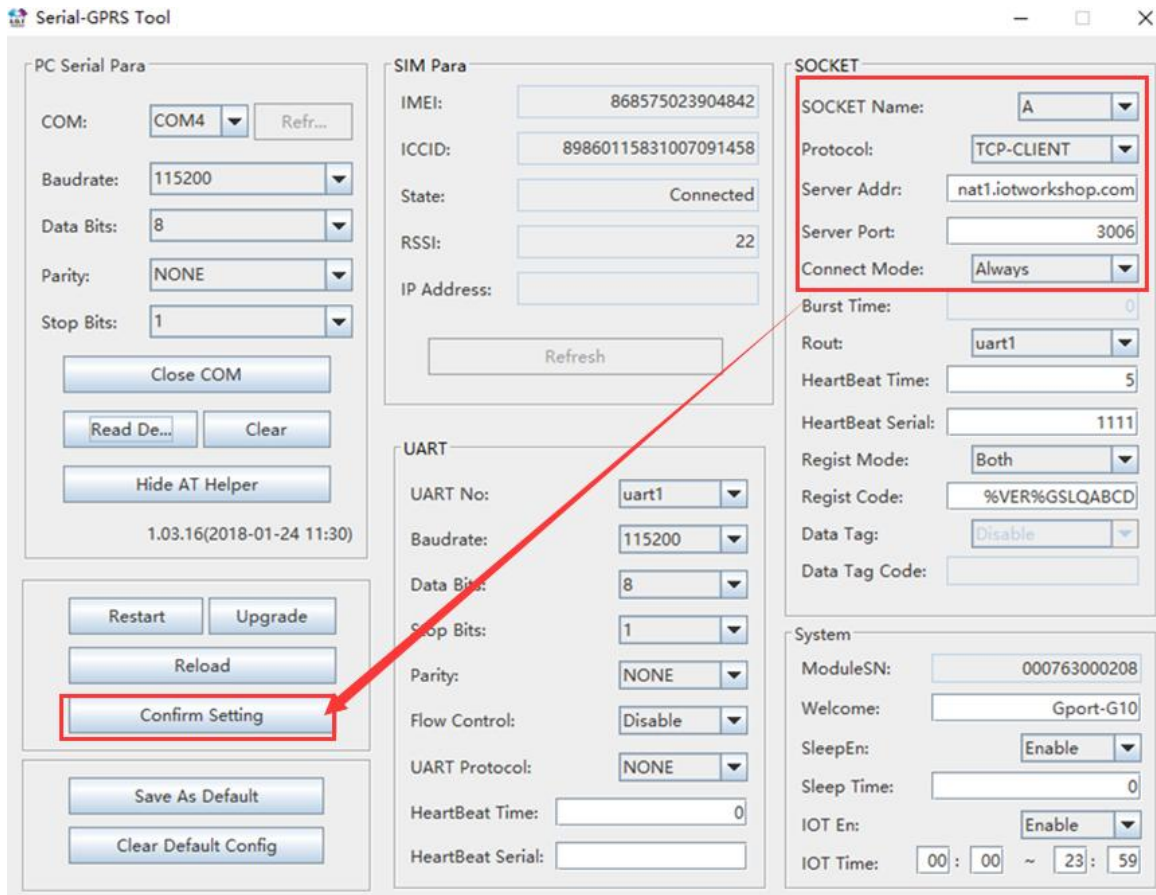 Serial-GPRS Tool
PC Serial Para
COM: COM4 Refr...
Baudrate: 115200
Data Bits: 8
Parity: NONE
Stop Bits: 1
Close COM
Read De... Clear
Hide AT Helper
1.03.16(2018-01-24 11:30)
Restart Upgrade
Reload
Confirm Setting
Save As Default
Clear Default Config
SIM Para
IMEI: 868575023904842
ICCID: 89860115831007091458
State: Connected
RSSI: 22
IP Address:
Refresh
UART
UART No: uart1
Baudrate: 115200
Data Bits: 8
Stop Bits: 1
Parity: NONE
Flow Control: Disable
UART Protocol: NONE
HeartBeat Time: 0
HeartBeat Serial:
SOCKET
SOCKET Name: A
Protocol: TCP-CLIENT
Server Addr: nat1.iotworkshop.com
Server Port: 3006
Connect Mode: Always
Burst Time: 0
Rout: uart1
HeartBeat Time: 5
HeartBeat Serial: 1111
Regist Mode: Both
Regist Code: %VER%GSLQABCD
Data Tag: Disable
Data Tag Code:
System
ModuleSN: 000763000208
Welcome: Gport-G10
SleepEn: Enable
Sleep Time: 0
IOT En: Enable
IOT Time: 00 : 00 ~ 23 : 59